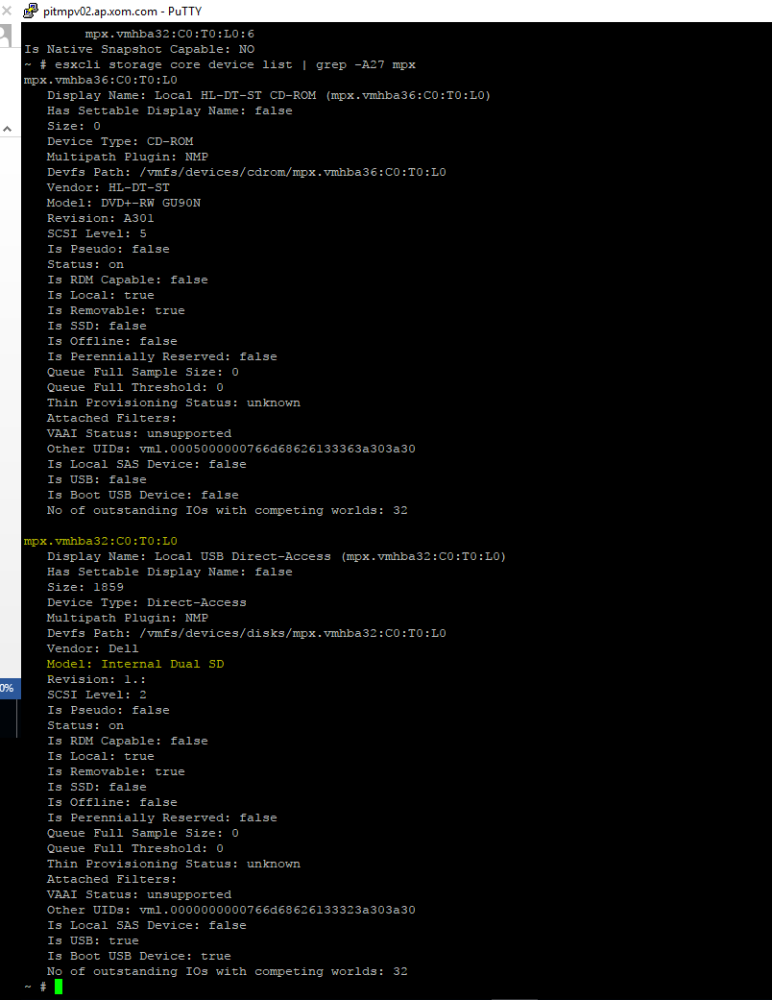 pitmpv02.ap.xom.com - PuTTY
mpx.vmhba32:C0:T0:L0:6
Is Native Snapshot Capable: NO
~ # esxcli storage core device list | grep -A27 mpx
mpx.vmhba36:C0:T0:L0
Display Name: Local HL-DT-ST CD-ROM (mpx.vmhba36:C0:T0:L0)
Has Settable Display Name: false
Size: 0
Device Type: CD-ROM
Multipath Plugin: NMP
Devfs Path: /vmfs/devices/cdrom/mpx.vmhba36:C0:T0:L0
Vendor: HL-DT-ST
Model: DVD+-RW GU90N
Revision: A301
SCSI Level: 5
Is Pseudo: false
Status: on
Is RDM Capable: false
Is Local: true
Is Removable: true
Is SSD: false
Is Offline: false
Is Perennially Reserved: false
Queue Full Sample Size: 0
Queue Full Threshold: 0
Thin Provisioning Status: unknown
Attached Filters:
VAAI Status: unsupported
Other UIDs: vml.0005000000766d68626133363a303a30
Is Local SAS Device: false
Is USB: false
Is Boot USB Device: false
No of outstanding IOs with competing worlds: 32
mpx.vmhba32:C0:T0:L0
Display Name: Local USB Direct-Access (mpx.vmhba32:C0:T0:L0)
Has Settable Display Name: false
Size: 1859
Device Type: Direct-Access
Multipath Plugin: NMP
Devfs Path: /vmfs/devices/disks/mpx.vmhba32:C0:T0:L0
Vendor: Dell
Model: Internal Dual SD
Revision: 1.:
SCSI Level: 2
Is Pseudo: false
Status: on
Is RDM Capable: false
Is Local: true
Is Removable: true
Is SSD: false
Is Offline: false
Is Perennially Reserved: false
Queue Full Sample Size: 0
Queue Full Threshold: 0
Thin Provisioning Status: unknown
Attached Filters:
VAAI Status: unsupported
Other UIDs: vml.0000000000766d68626133323a303a30
Is Local SAS Device: false
Is USB: true
Is Boot USB Device: true
No of outstanding IOs with competing worlds: 32
~ #
0%